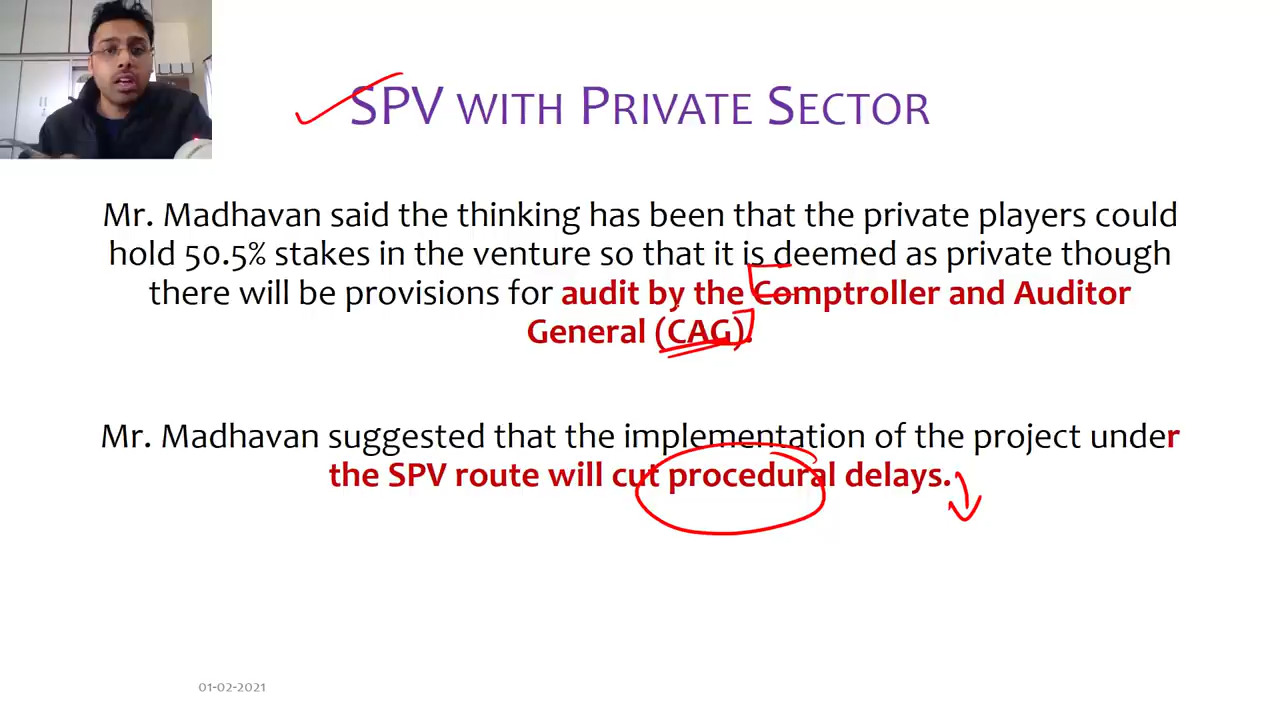 SPV WITH PRIVATE SECTOR
Mr. Madhavan said the thinking has been that the private players could
hold 50.5% stakes in the venture so that it is deemed as private though
there will be provisions for audit by the Comptroller and Auditor
General (CAG).
Mr. Madhavan suggested that the implementation of the project under
the SPV route will cut procedural delays.
01-02-2021